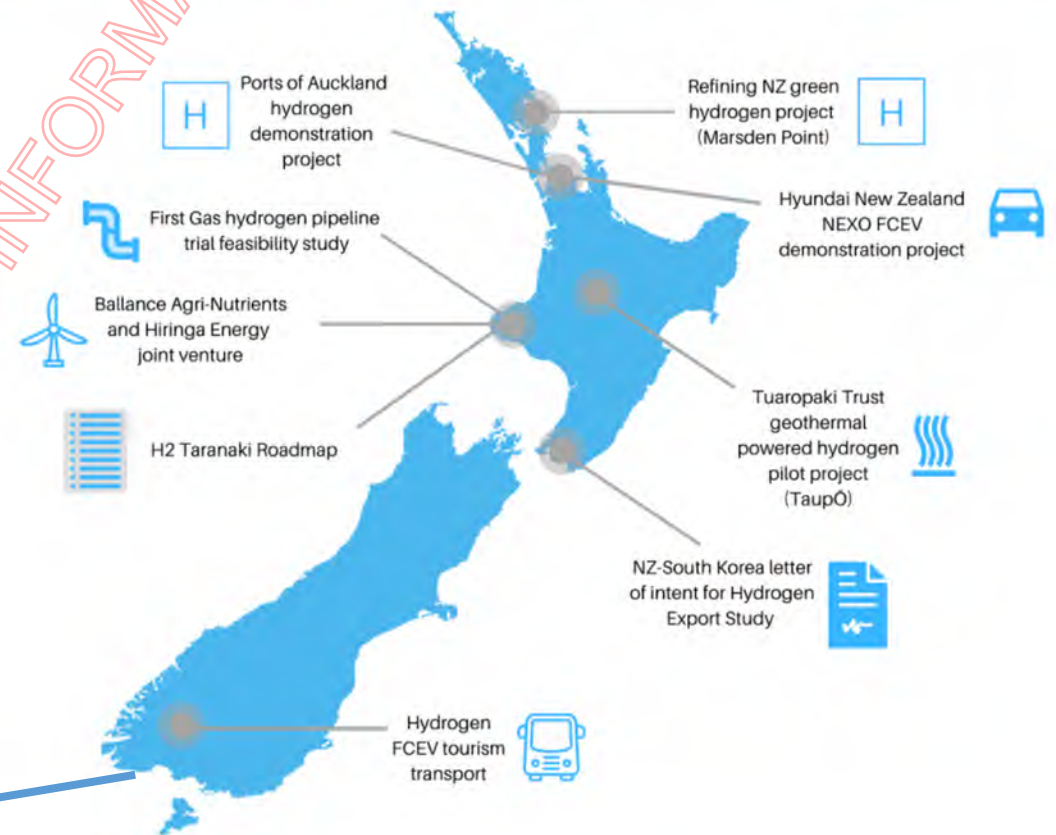 INFORMA
Ports of Auckland
hydrogen
demonstration
project
H
Refining NZ green
hydrogen project
(Marsden Point)
H
First Gas hydrogen pipeline
trial feasibility study
Hyundai New Zealand
NEXO FCEV
demonstration project
Ballance Agri-Nutrients
and Hiringa Energy
joint venture
H2 Taranaki Roadmap
Tuaropaki Trust
geothermal
powered hydrogen
pilot project
(TaupÔ)
NZ-South Korea letter
of intent for Hydrogen
Export Study
Hydrogen
FCEV tourism
transport